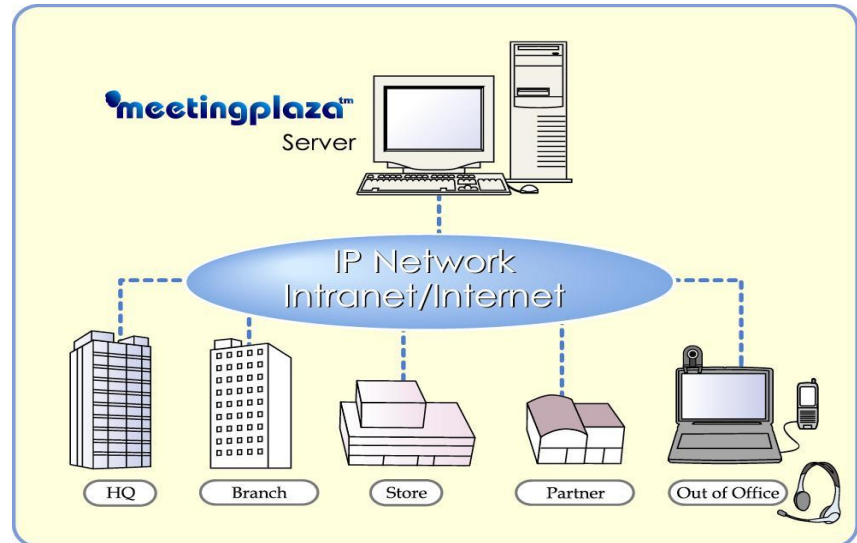 meetingplaza™
Server
IP Network
Intranet/Internet
HQ
Branch
Store
Partner
Out of Office